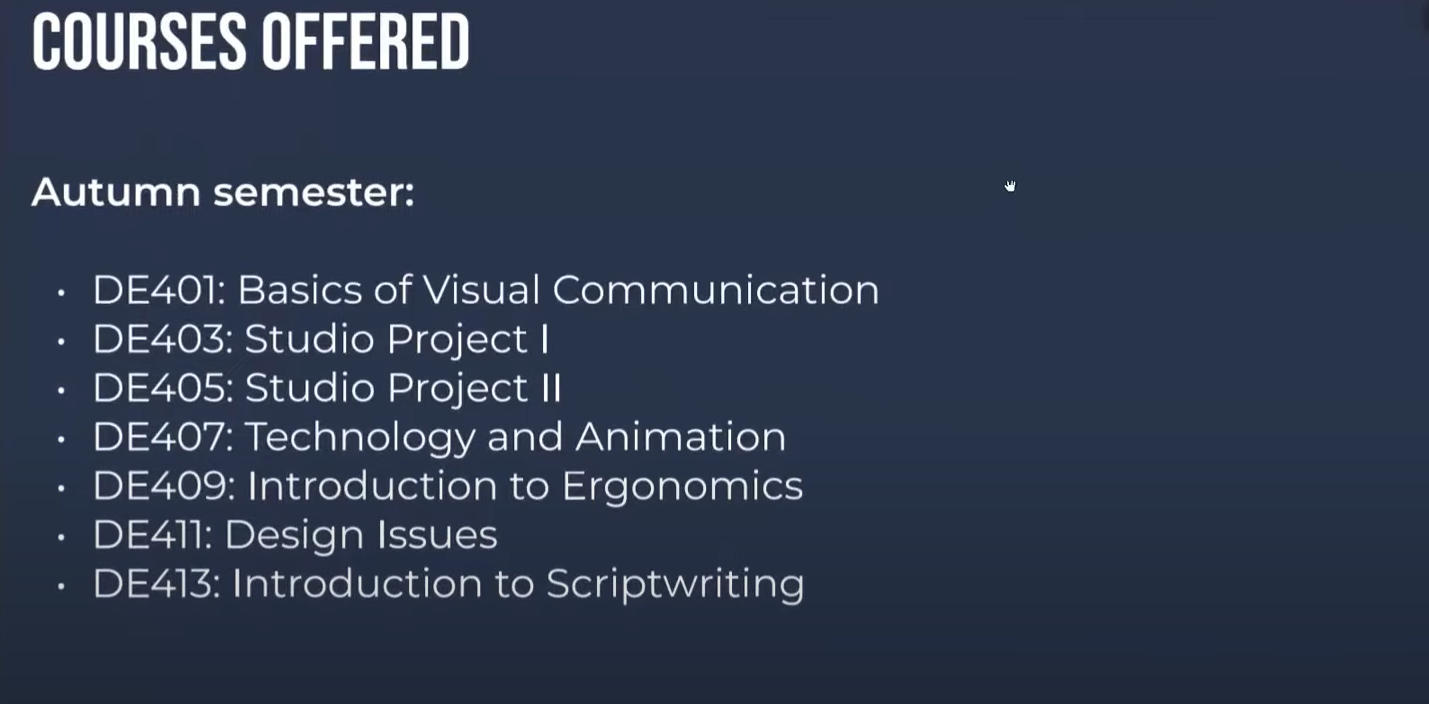 COURSES OFFERED
Autumn semester:
• DE401: Basics of Visual Communication
• DE403: Studio Project I
• DE405: Studio Project II
• DE407: Technology and Animation
• DE409: Introduction to Ergonomics
• DE411: Design Issues
• DE413: Introduction to Scriptwriting